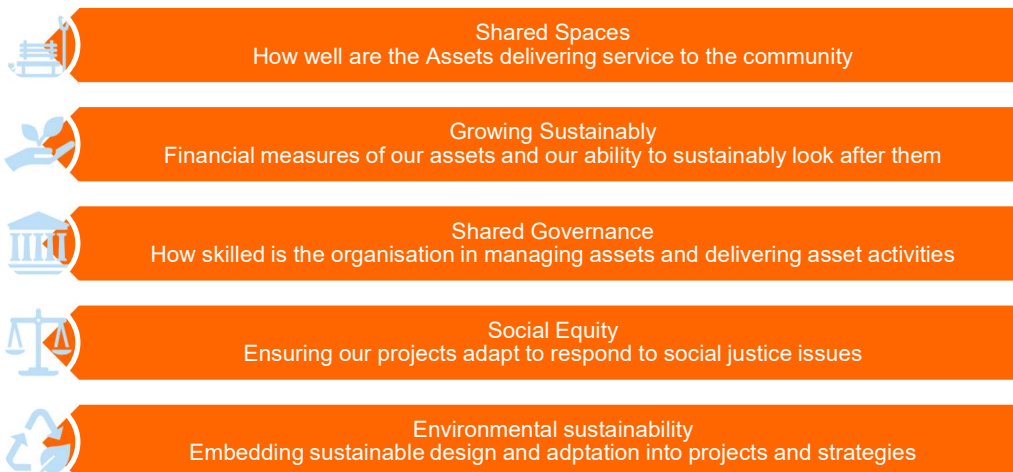 Shared Spaces
How well are the Assets delivering service to the community
Growing Sustainably
Financial measures of our assets and our ability to sustainably look after them
Shared Governance
How skilled is the organisation in managing assets and delivering asset activities
Social Equity
Ensuring our projects adapt to respond to social justice issues
Environmental sustainability
Embedding sustainable design and adptation into projects and strategies